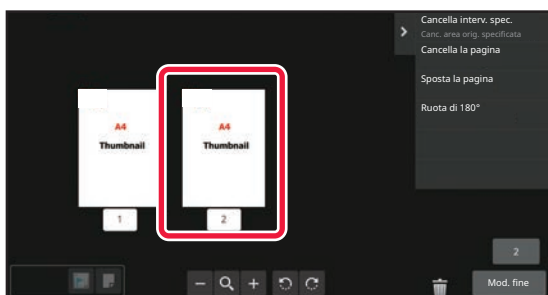 Cancella interv. spec.
Canc. area orig. specificata
Cancella la pagina
Sposta la pagina
Ruota di 180°
A4
Thumbnail
A4
Thumbnail
1
2
2
Mod. fine